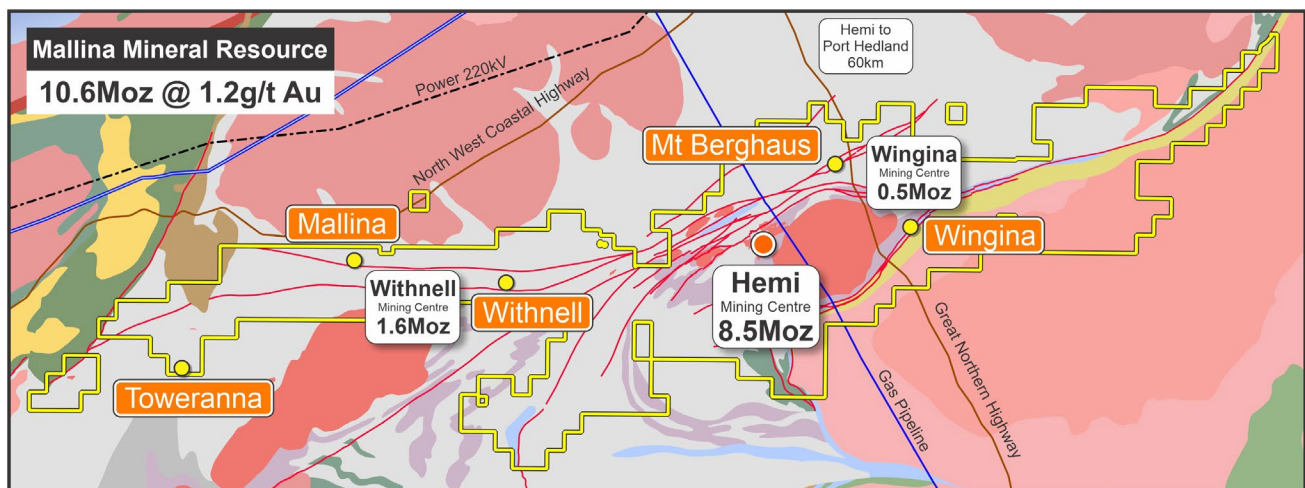 Mallina Mineral Resource
10.6Moz @ 1.2g/t Au
Power 220kV
North West Coastal Highway
Hemi to
Port Hedland
60km
Mt Berghaus
Wingina
Mining Centre
0.5Moz
Mallina
Wingina
Withnell
Mining Centre
1.6Moz
Withnell
Hemi
Mining Centre
8.5Moz
Toweranna
Gas Pipeline
Great Northern Highway